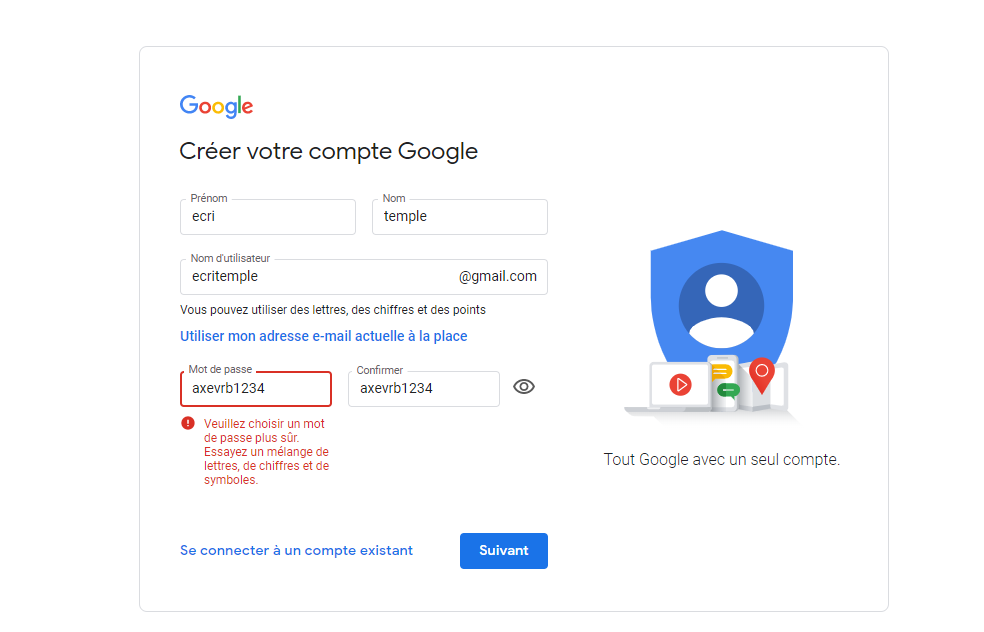 Google
Créer votre compte Google
Prénom
Nom
ecri
temple
Nom d'utilisateur
ecritemple
@gmail.com
Vous pouvez utiliser des lettres, des chiffres et des points
Utiliser mon adresse e-mail actuelle à la place
Mot de passe
Confirmer
axevrb1234
axevrb1234
Veuillez choisir un mot
de passe plus sûr.
Essayez un mélange de
lettres, de chiffres et de
symboles.
Tout Google avec un seul compte.
Se connecter à un compte existant
Suivant